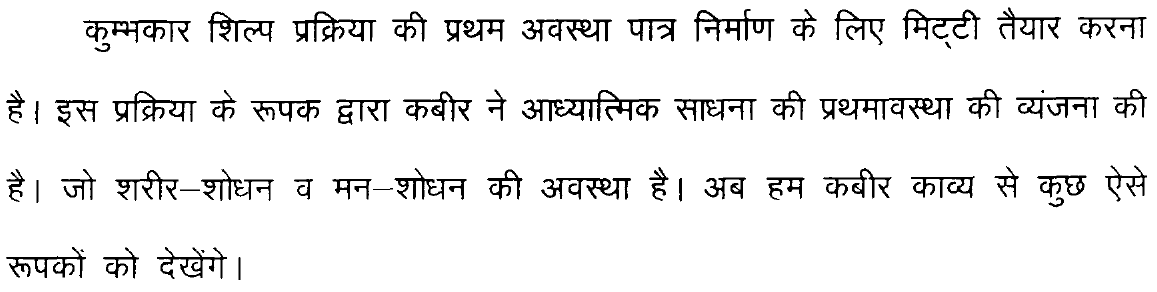 कुम्भकार शिल्प प्रक्रिया की प्रथम अवस्था पात्र निर्माण के लिए मिट्टी तैयार करना
है। इस प्रक्रिया के रूपक द्वारा कबीर ने आध्यात्मिक साधना की प्रथमावस्था की व्यंजना की
है। जो शरीर–शोधन व मन–शोधन की अवस्था है। अब हम कबीर काव्य से कुछ ऐसे
रूपकों को देखेंगे।